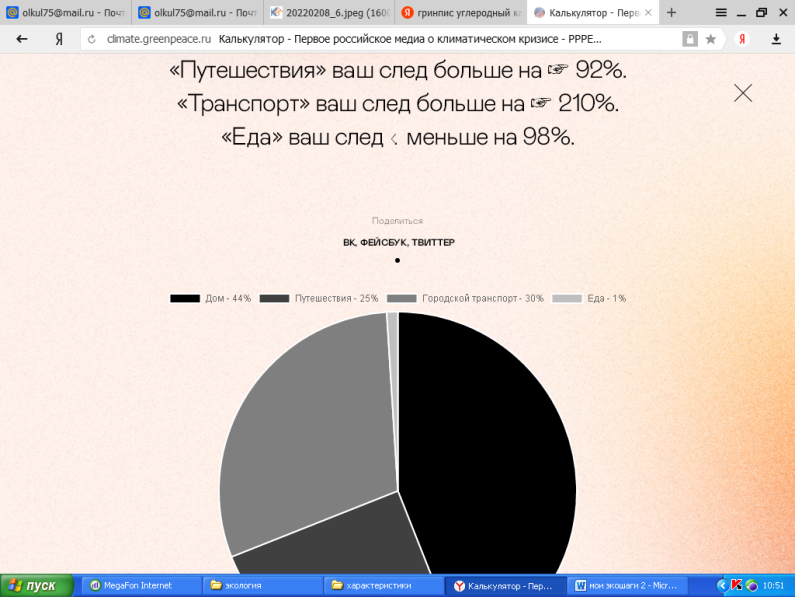 olkul75@mail.ru - Почт
olkul75@mail.ru - Почт
20220208_6.jpeg (160
гринпис углеродный к
Калькулятор - Перв
climate.greenpeace.ru Калькулятор - Первое российское медиа о климатическом кризисе - PPPE...
«Путешествия» ваш след больше на ☞ 92%.
«Транспорт» ваш след больше на ☞ 210%.
«Еда» ваш след меньше на 98%.
Поделиться
ВК, ФЕЙСБУК, ТВИТТЕР
Дом - 44% Путешествия - 25% Городской транспорт - 30% Еда - 1%
пуск
MegaFon Internet
экология
характеристики
Калькулятор - Пер...
мои экошаги 2 - Micr...
10:51